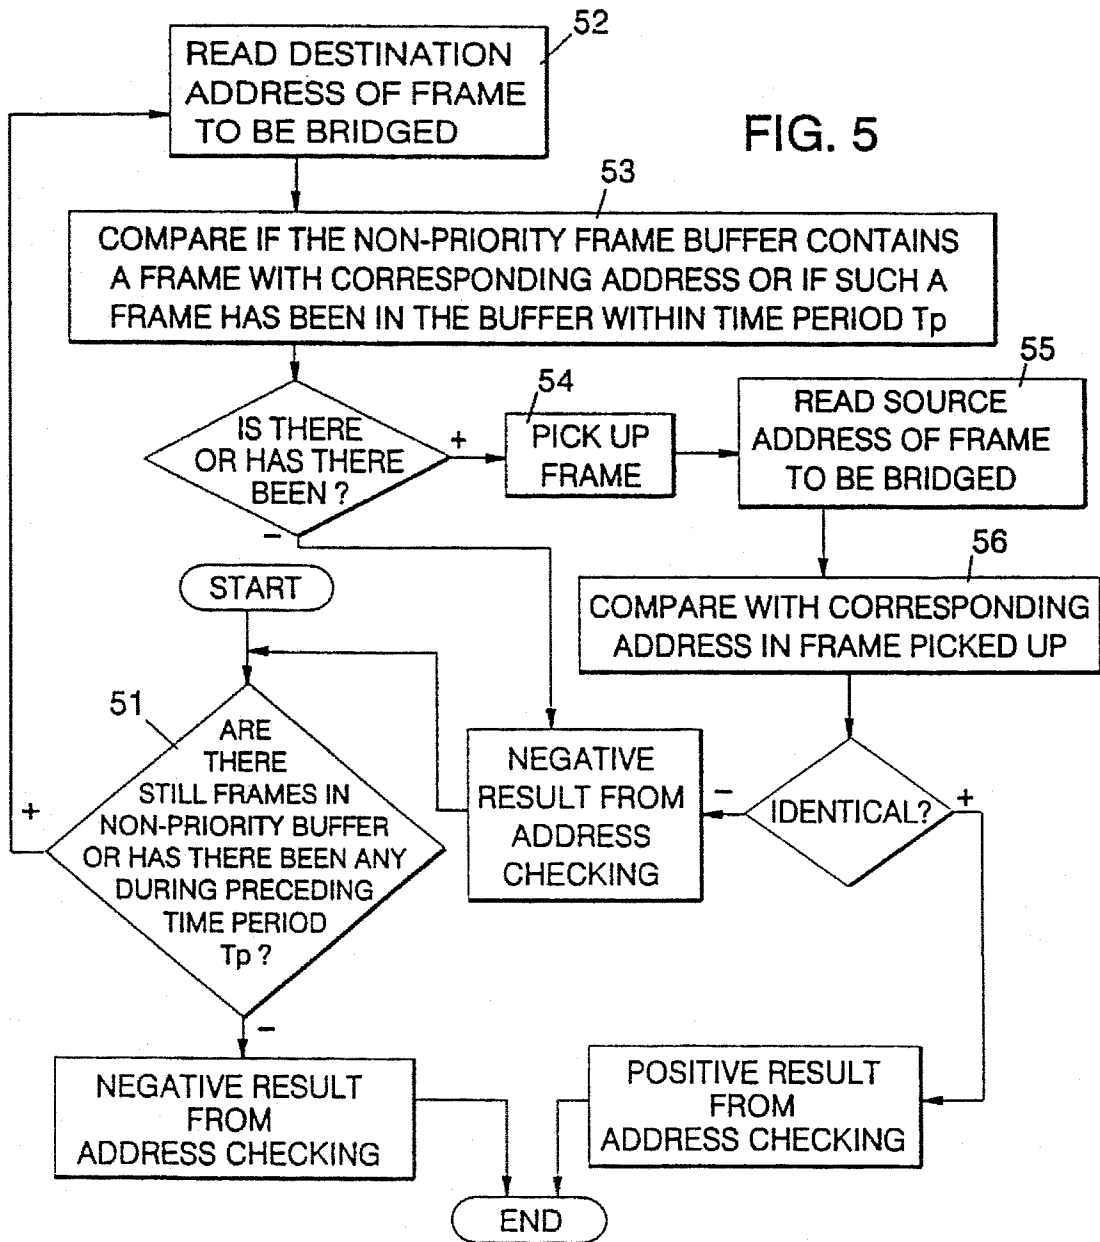 52
READ DESTINATION
ADDRESS OF FRAME
TO BE BRIDGED
FIG. 5
53
COMPARE IF THE NON-PRIORITY FRAME BUFFER CONTAINS
A FRAME WITH CORRESPONDING ADDRESS OR IF SUCH A
FRAME HAS BEEN IN THE BUFFER WITHIN TIME PERIOD Tp
IS THERE
OR HAS THERE
BEEN ?
+
−
54
PICK UP
FRAME
55
READ SOURCE
ADDRESS OF FRAME
TO BE BRIDGED
56
COMPARE WITH CORRESPONDING
ADDRESS IN FRAME PICKED UP
START
51
ARE
THERE
STILL FRAMES IN
NON-PRIORITY BUFFER
OR HAS THERE BEEN ANY
DURING PRECEDING
TIME PERIOD
Tp ?
+
−
NEGATIVE
RESULT FROM
ADDRESS
CHECKING
−
IDENTICAL?
+
NEGATIVE RESULT
FROM
ADDRESS CHECKING
POSITIVE RESULT
FROM
ADDRESS CHECKING
END